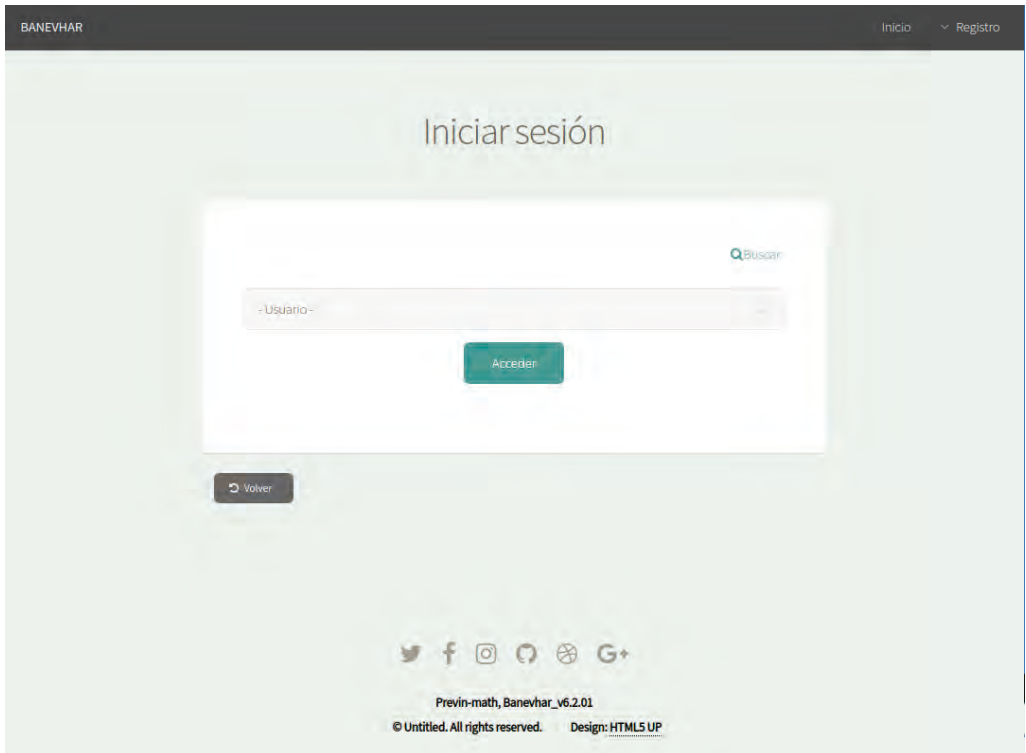 BANEVHAR Inicio Registro
Iniciar sesión
Buscar
- Usuario -
Acceder
Volver
Previn-math, Banevhar_v6.2.01
© Untitled. All rights reserved. Design: HTML5 UP